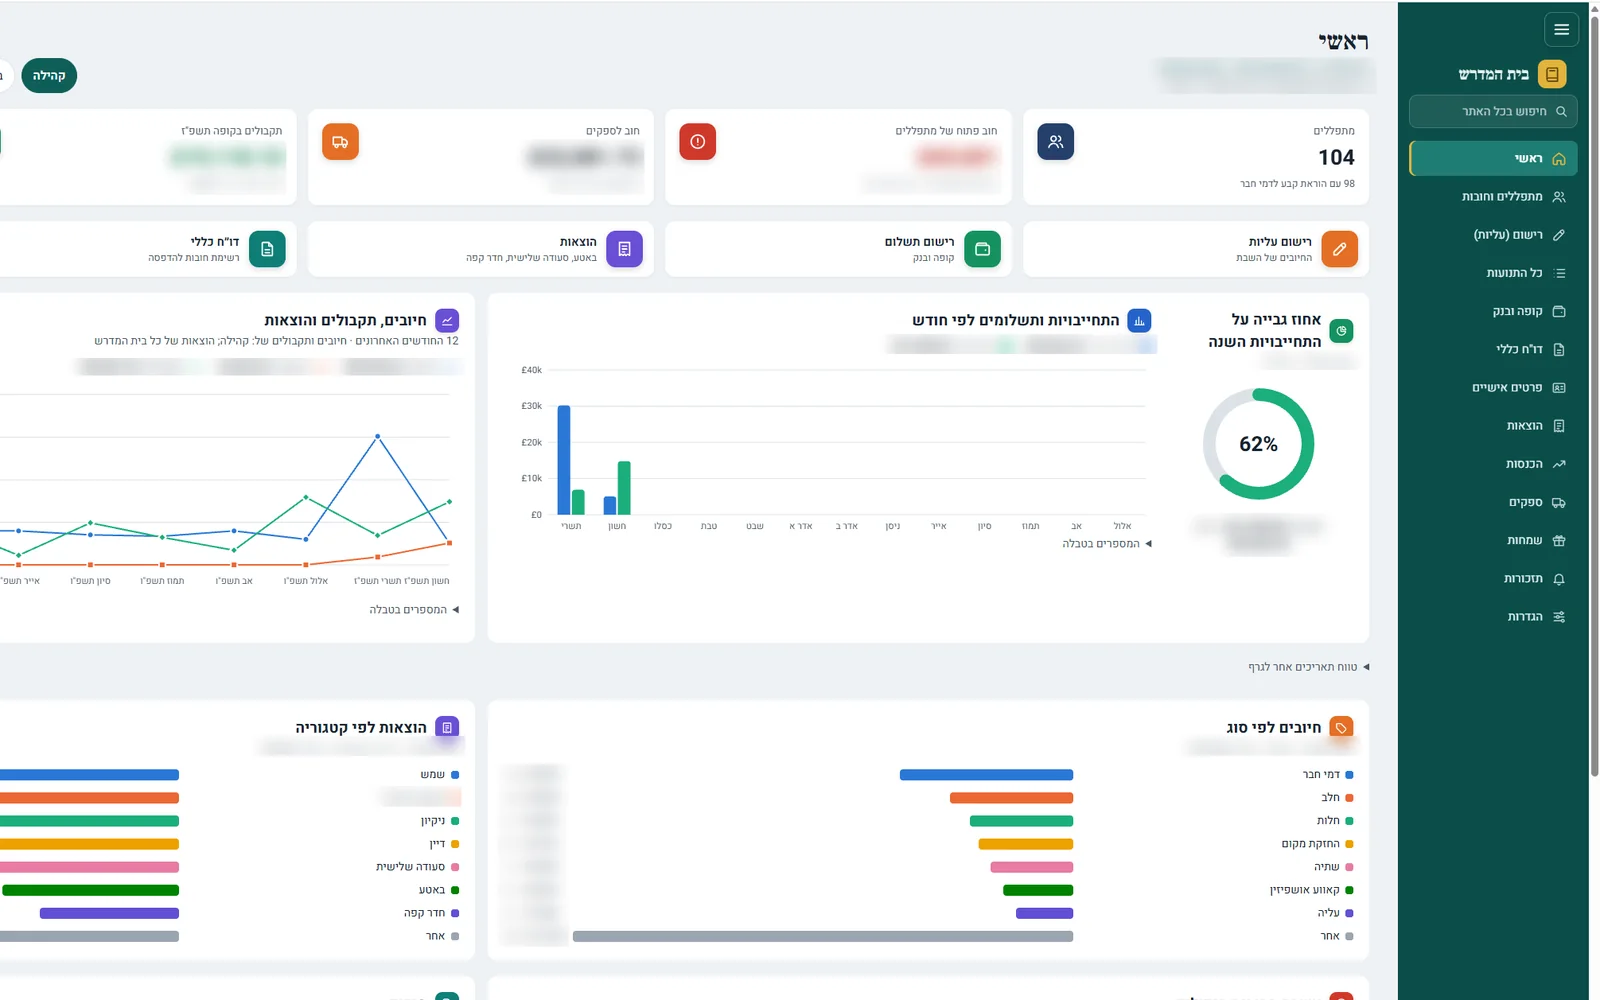 בית המדרש
חיפוש בכל האתר
ראשי
מתפללים וחובות
רישום (עליות)
כל התנועות
קופה ובנק
דו"ח כללי
פרטים אישיים
הוצאות
הכנסות
ספקים
שמחות
תזכורות
הגדרות
ראשי
קהילה
מתפללים
104
98 עם הוראת קבע לדמי חבר
חוב פתוח של מתפללים
חוב לספקים
תקבולים בקופה תשפ"ז
רישום עליות
החיובים של השבת
רישום תשלום
קופה ובנק
הוצאות
באטע, סעודה שלישית, חדר קפה
דו"ח כללי
רשימת חובות להדפסה
אחוז גבייה על
התחייבויות השנה
62%
התחייבויות ותשלומים לפי חודש
£40k
£30k
£20k
£10k
£0
תשרי חשון כסלו טבת שבט אדר א אדר ב ניסן אייר סיון תמוז אב אלול
◀ המספרים בטבלה
חיובים, תקבולים והוצאות
12 החודשים האחרונים · חיובים ותקבולים של: קהילה; הוצאות של כל בית המדרש
חשון תשפ"ז תשרי תשפ"ז אלול תשפ"ו אב תשפ"ו תמוז תשפ"ו סיון תשפ"ו אייר תשפ"ו
◀ המספרים בטבלה
◀ טווח תאריכים אחר לגרף
חיובים לפי סוג
דמי חבר
חלב
חלות
החזקת מקום
שתיה
קאווע אושפיזין
עליה
אחר
הוצאות לפי קטגוריה
שמש
ניקיון
דיין
סעודה שלישית
באטע
חדר קפה
אחר